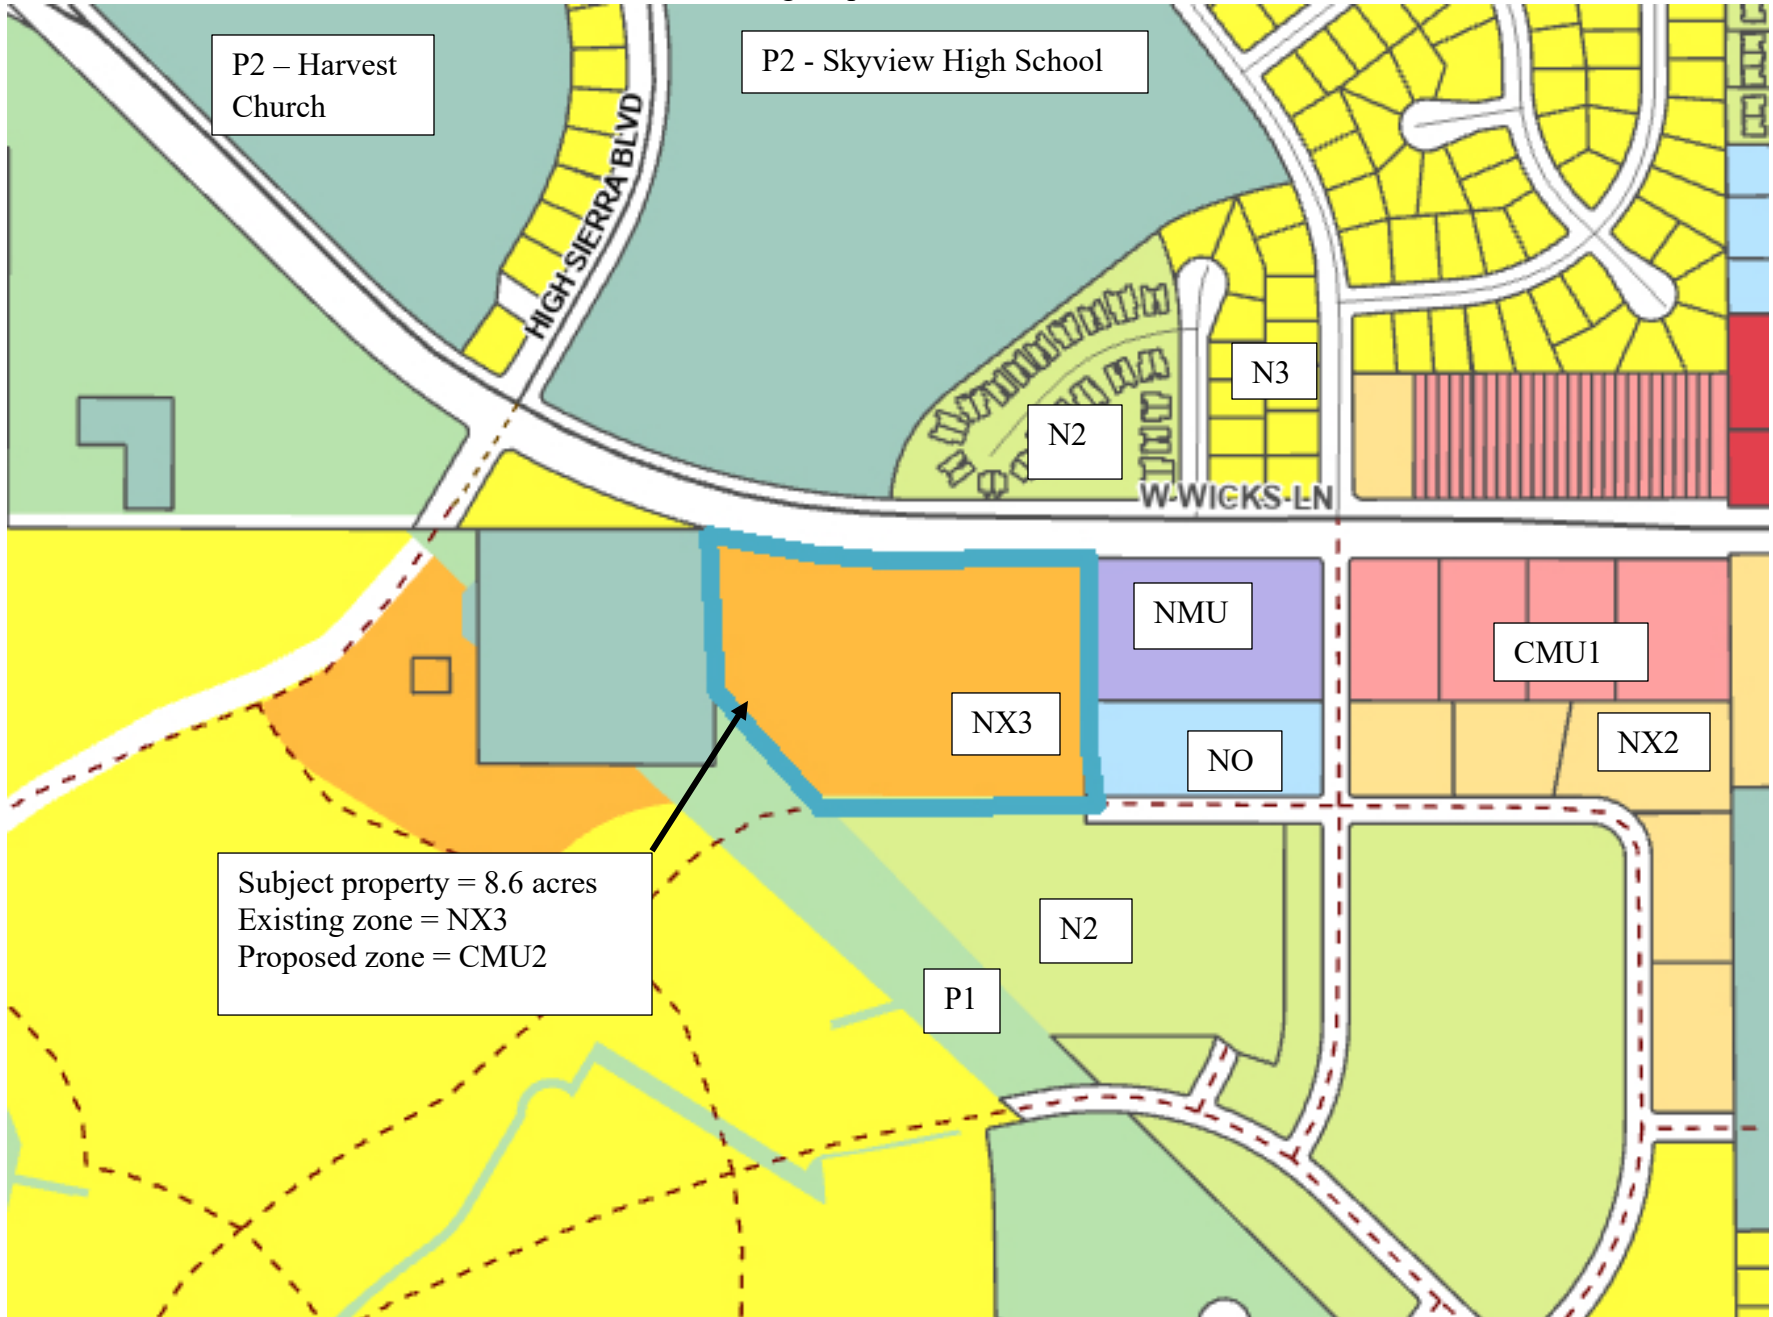 P2 – Harvest
Church
P2 - Skyview High School
HIGH SIERRA BLVD
N3
N2
W WICKS LN
NMU
CMU1
NX3
NO
NX2
Subject property = 8.6 acres
Existing zone = NX3
Proposed zone = CMU2
N2
P1